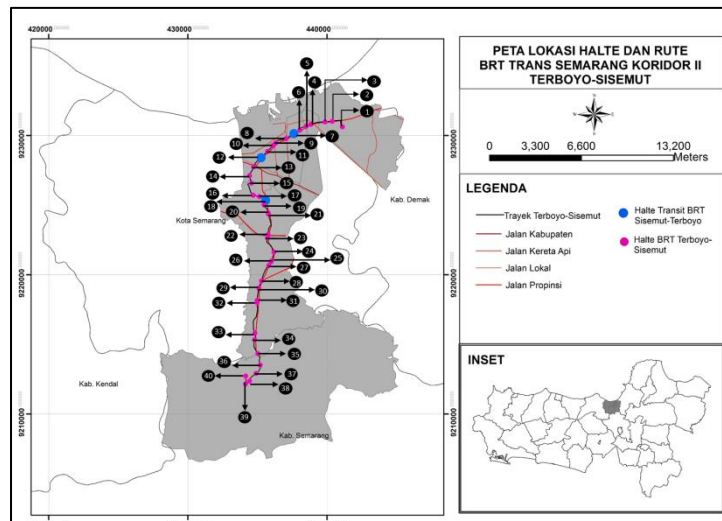 420000
430000
440000
PETA LOKASI HALTE DAN RUTE
BRT TRANS SEMARANG KORIDOR II
TERBOYO-SISEMUT
0 3,300 6,600 13,200
Meters
LEGENDA
Trayek Terboyo-Sisemut
Jalan Kabupaten
Jalan Kereta Api
Jalan Lokal
Jalan Propinsi
Halte Transit BRT
Sisemut-Terboyo
Halte BRT Terboyo-
Sisemut
INSET
5
4
3
6
2
1
8
7
10
9
12
11
13
14
15
16
17
18
19
20
21
22
23
24
26
25
27
28
29
30
32
31
33
34
36
35
40
37
38
39
Kab. Demak
Kota Semarang
Kab. Kendal
Kab. Semarang
9230000
9220000
9210000